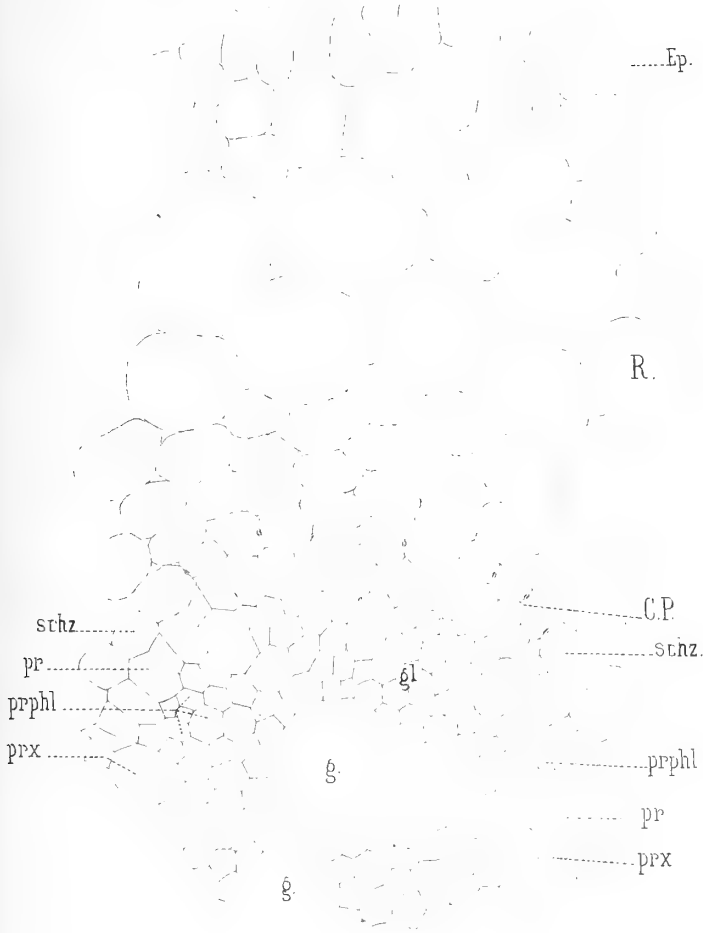 Ep.
R.
C.P.
schz.
schz
pr
gl
prphl
prx
g.
prphl
pr
prx
g.